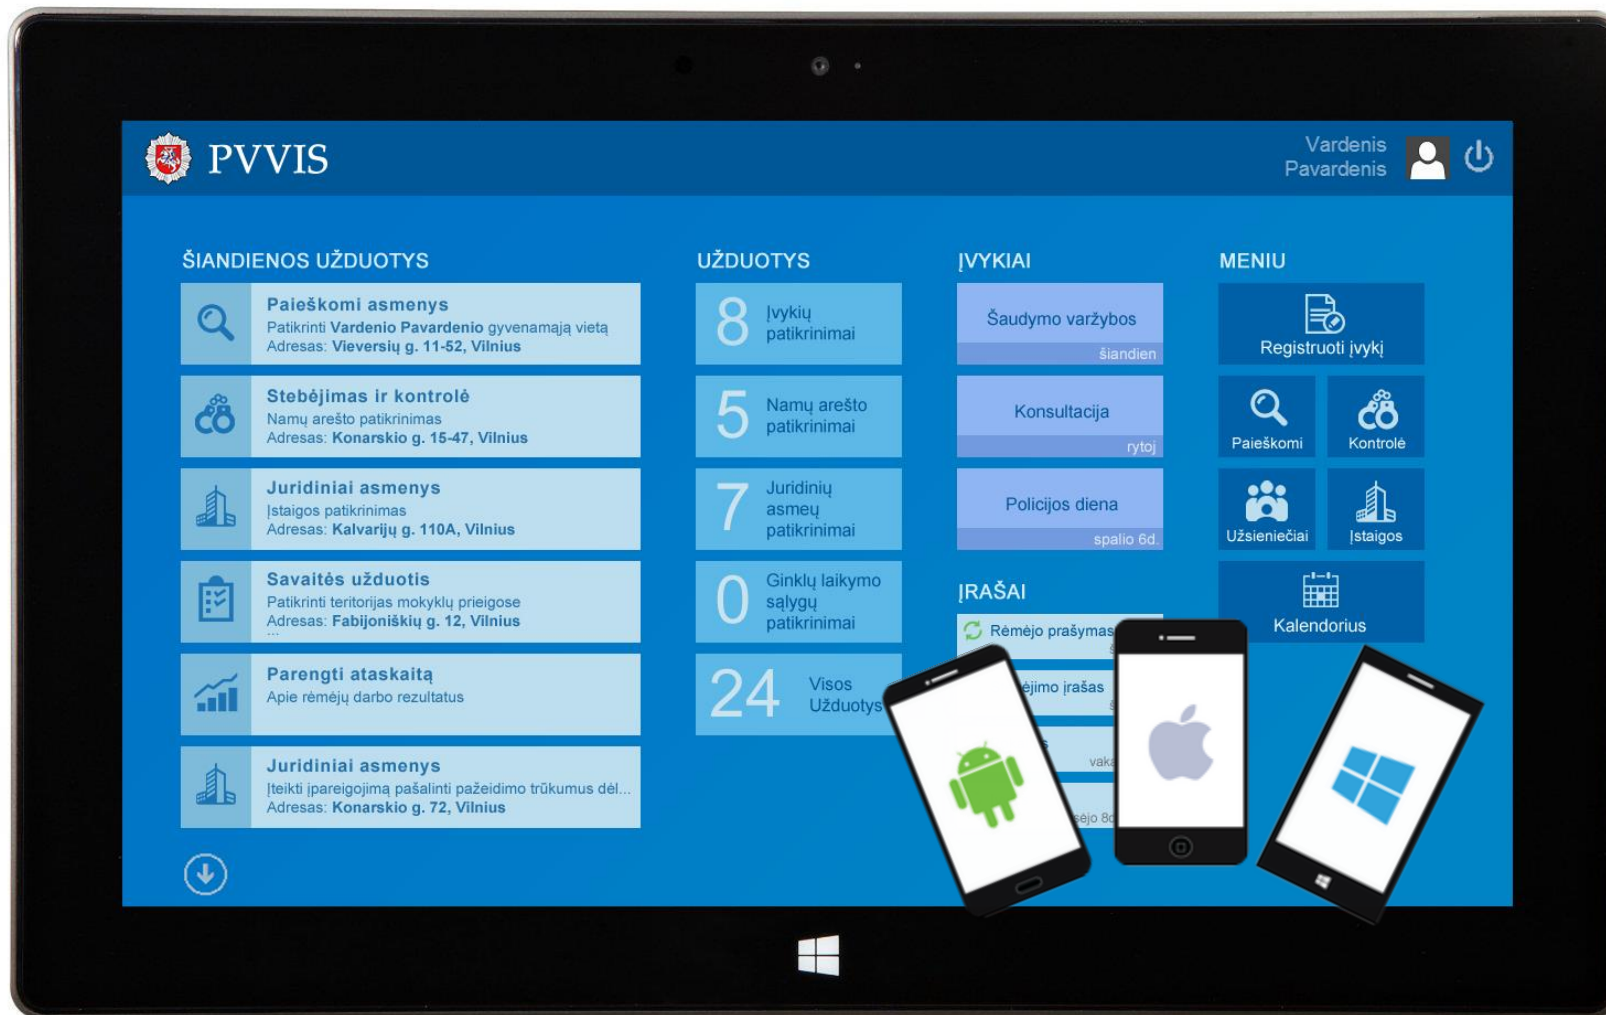 PVVIS
Vardenis
Pavardenis
ŠIANDIENOS UŽDUOTYS
Paieškomi asmenys
Patikrinti Vardenio Pavardenio gyvenamąją vietą
Adresas: Vieversių g. 11-52, Vilnius
Stebėjimas ir kontrolė
Namų arešto patikrinimas
Adresas: Konarskio g. 15-47, Vilnius
Juridiniai asmenys
Įstaigos patikrinimas
Adresas: Kalvarijų g. 110A, Vilnius
Savaitės užduotis
Patikrinti teritorijas mokyklų prieigose
Adresas: Fabijoniškių g. 12, Vilnius
...
Parengti ataskaitą
Apie rėmėjų darbo rezultatus
Juridiniai asmenys
Įteikti įpareigojimą pašalinti pažeidimo trūkumus dėl...
Adresas: Konarskio g. 72, Vilnius
UŽDUOTYS
8 Įvykių
patikrinimai
5 Namų arešto
patikrinimai
7 Juridinių
asmeų
patikrinimai
0 Ginklų laikymo
sąlygų
patikrinimai
24 Visos
Užduotys
ĮVYKIAI
Šaudymo varžybos
šiandien
Konsultacija
rytoj
Policijos diena
spalio 6d.
ĮRAŠAI
Rėmėjo prašymas
įrašas
MENIU
Registruoti įvykį
Paieškomi
Kontrolė
Užsieniečiai
Įstaigos
Kalendorius